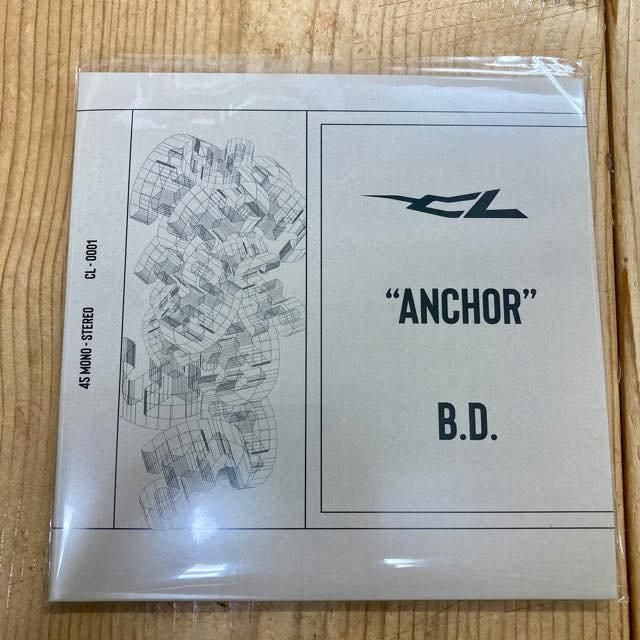 45 MONO - STEREO CL - 0001
CL
“ANCHOR”
B.D.